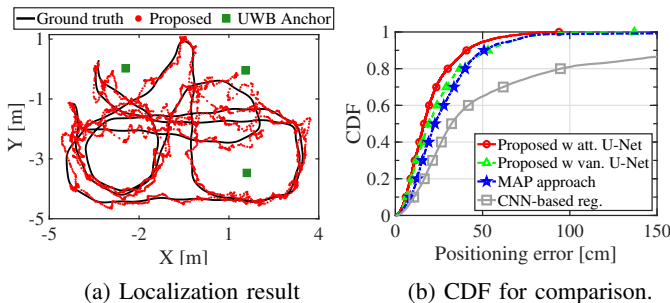 Ground truth Proposed UWB Anchor
1
-1
-3
-5
Y [m]
-5 -2 1 4
X [m]
(a) Localization result
1
0.8
0.6
0.4
0.2
0
CDF
Proposed w att. U-Net
Proposed w van. U-Net
MAP approach
CNN-based reg.
0 50 100 150
Positioning error [cm]
(b) CDF for comparison.